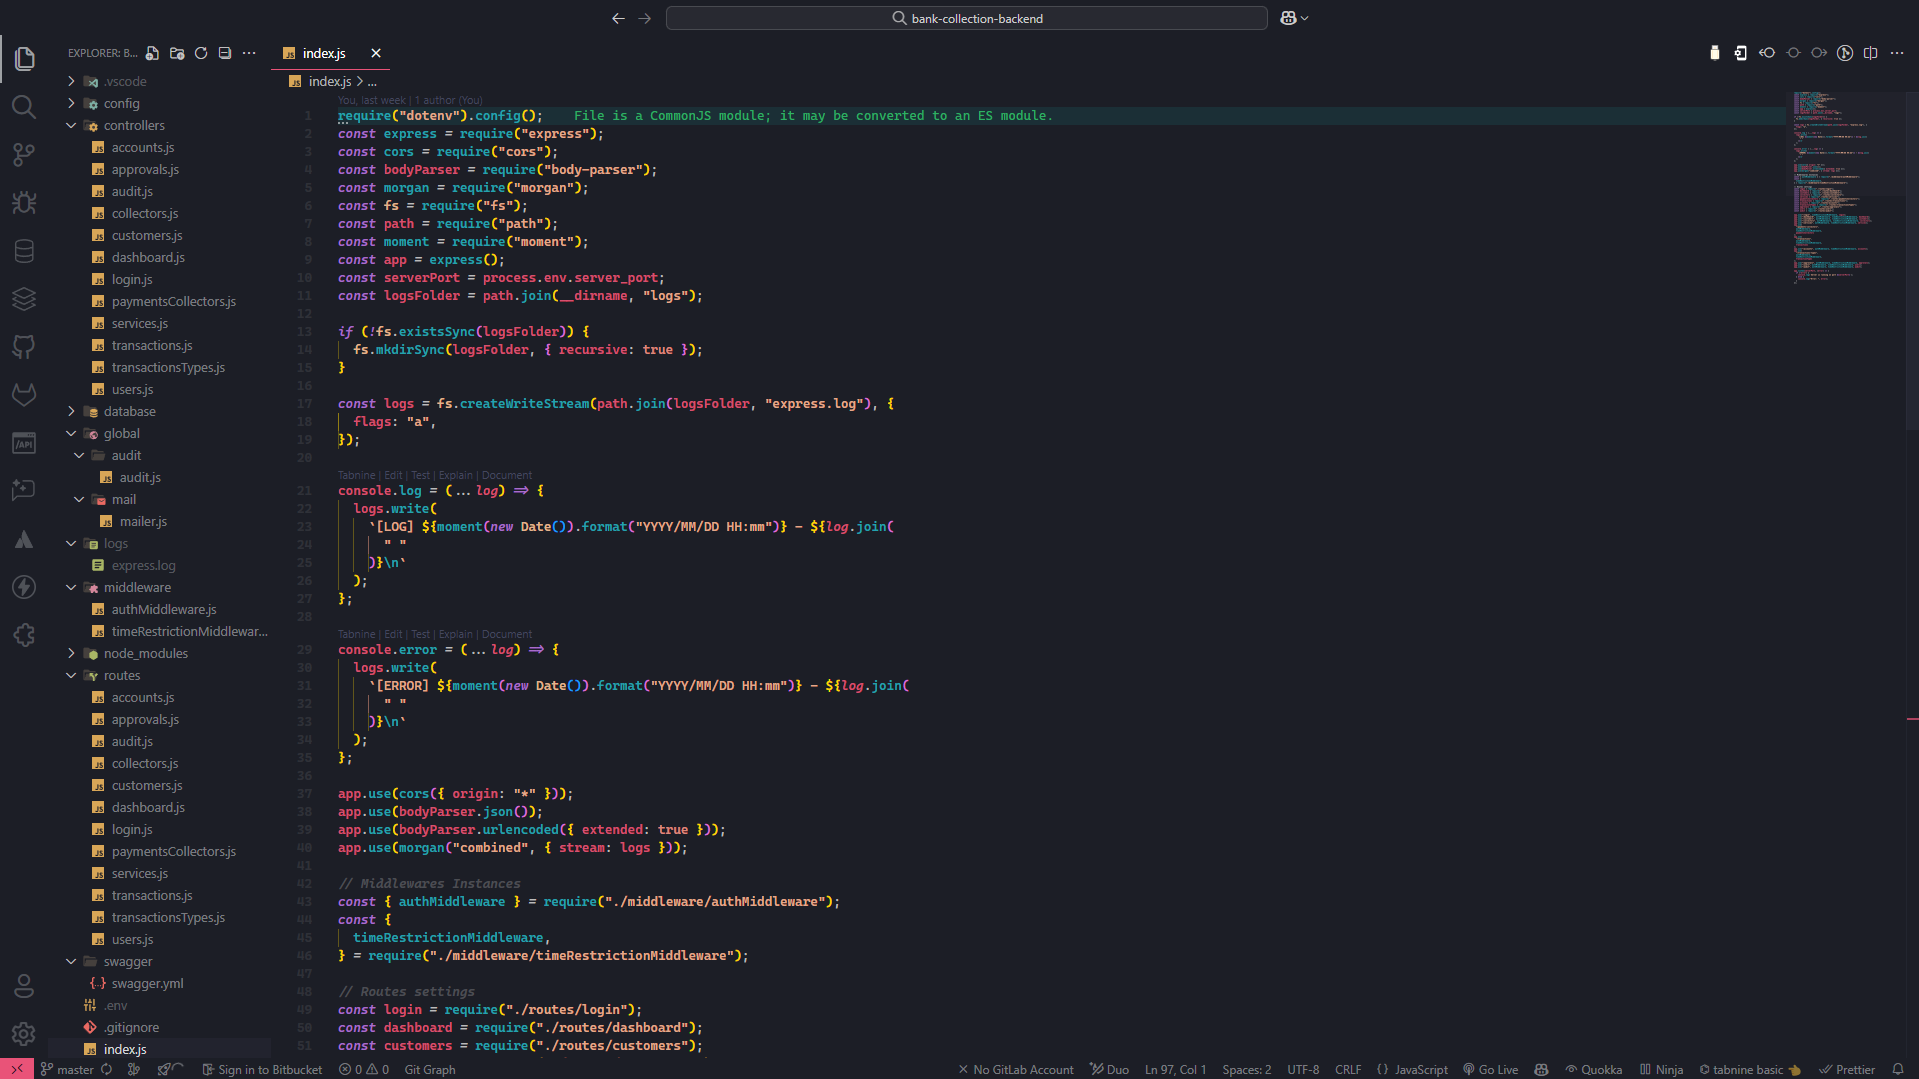 bank-collection-backend
EXPLORER: B...
index.js
index.js > ...
.vscode
config
controllers
accounts.js
approvals.js
audit.js
collectors.js
customers.js
dashboard.js
login.js
paymentsCollectors.js
services.js
transactions.js
transactionsTypes.js
users.js
database
global
audit
audit.js
mail
mailer.js
logs
express.log
middleware
authMiddleware.js
timeRestrictionMiddlewar...
node_modules
routes
accounts.js
approvals.js
audit.js
collectors.js
customers.js
dashboard.js
login.js
paymentsCollectors.js
services.js
transactions.js
transactionsTypes.js
users.js
swagger
swagger.yml
.env
.gitignore
index.js
You, last week | 1 author (You)
1 require("dotenv").config();    File is a CommonJS module; it may be converted to an ES module.
2 const express = require("express");
3 const cors = require("cors");
4 const bodyParser = require("body-parser");
5 const morgan = require("morgan");
6 const fs = require("fs");
7 const path = require("path");
8 const moment = require("moment");
9 const app = express();
10 const serverPort = process.env.server_port;
11 const logsFolder = path.join(__dirname, "logs");
12
13 if (!fs.existsSync(logsFolder)) {
14   fs.mkdirSync(logsFolder, { recursive: true });
15 }
16
17 const logs = fs.createWriteStream(path.join(logsFolder, "express.log"), {
18   flags: "a",
19 });
20
Tabnine | Edit | Test | Explain | Document
21 console.log = (...log) => {
22   logs.write(
23     `[LOG] ${moment(new Date()).format("YYYY/MM/DD HH:mm")} - ${log.join(
24       " "
25     )}\n`
26   );
27 };
28
Tabnine | Edit | Test | Explain | Document
29 console.error = (...log) => {
30   logs.write(
31     `[ERROR] ${moment(new Date()).format("YYYY/MM/DD HH:mm")} - ${log.join(
32       " "
33     )}\n`
34   );
35 };
36
37 app.use(cors({ origin: "*" }));
38 app.use(bodyParser.json());
39 app.use(bodyParser.urlencoded({ extended: true }));
40 app.use(morgan("combined", { stream: logs }));
41
42 // Middlewares Instances
43 const { authMiddleware } = require("./middleware/authMiddleware");
44 const {
45   timeRestrictionMiddleware,
46 } = require("./middleware/timeRestrictionMiddleware");
47
48 // Routes settings
49 const login = require("./routes/login");
50 const dashboard = require("./routes/dashboard");
51 const customers = require("./routes/customers");
master Sign in to Bitbucket 0 0 Git Graph No GitLab Account Duo Ln 97, Col 1 Spaces: 2 UTF-8 CRLF {} JavaScript Go Live Quokka Ninja tabnine basic Prettier